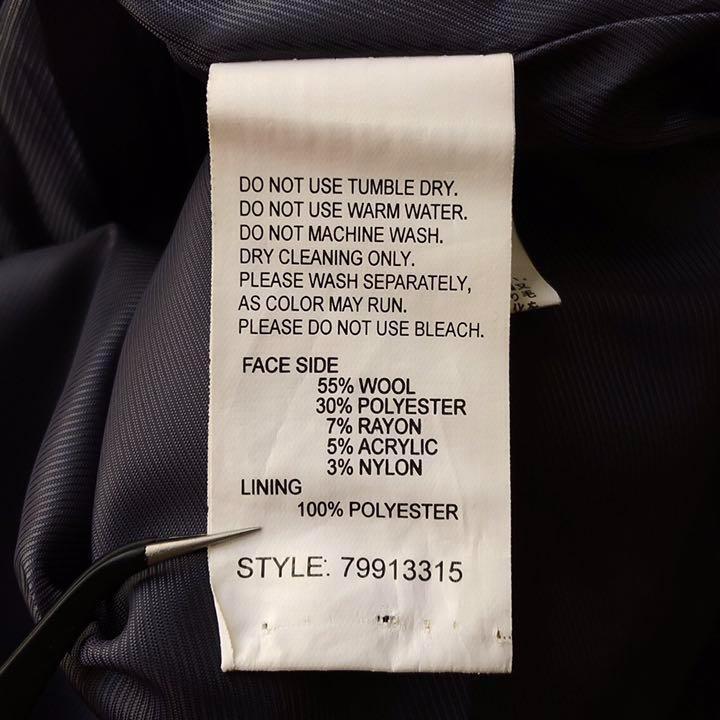 DO NOT USE TUMBLE DRY.
DO NOT USE WARM WATER.
DO NOT MACHINE WASH.
DRY CLEANING ONLY.
PLEASE WASH SEPARATELY,
AS COLOR MAY RUN.
PLEASE DO NOT USE BLEACH.
FACE SIDE
55% WOOL
30% POLYESTER
7% RAYON
5% ACRYLIC
3% NYLON
LINING
100% POLYESTER
STYLE: 79913315